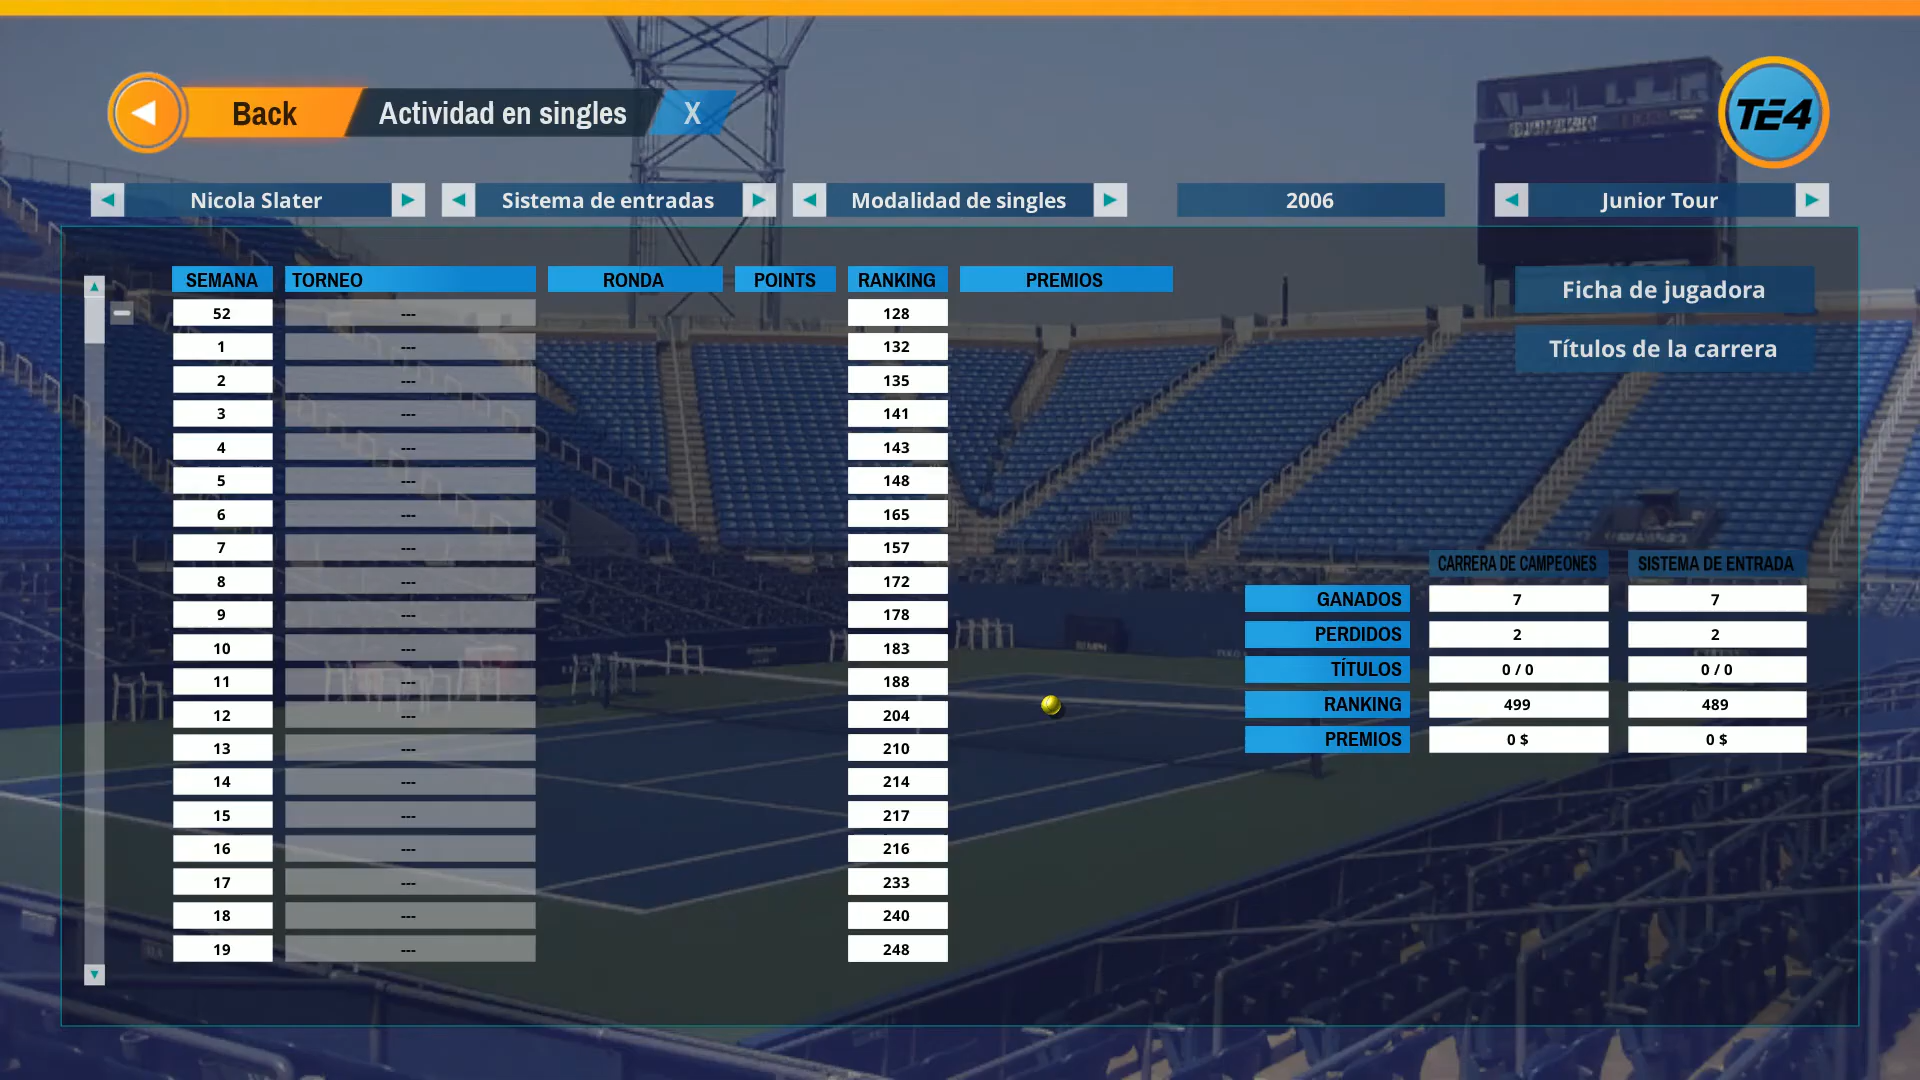 Back
Actividad en singles
X
TE4
Nicola Slater
Sistema de entradas
Modalidad de singles
2006
Junior Tour
SEMANA TORNEO RONDA POINTS RANKING PREMIOS
52 --- 128
1 --- 132
2 --- 135
3 --- 141
4 --- 143
5 --- 148
6 --- 165
7 --- 157
8 --- 172
9 --- 178
10 --- 183
11 --- 188
12 --- 204
13 --- 210
14 --- 214
15 --- 217
16 --- 216
17 --- 233
18 --- 240
19 --- 248
Ficha de jugadora
Títulos de la carrera
CARRERA DE CAMPEONES SISTEMA DE ENTRADA
GANADOS 7 7
PERDIDOS 2 2
TÍTULOS 0 / 0 0 / 0
RANKING 499 489
PREMIOS 0 $ 0 $